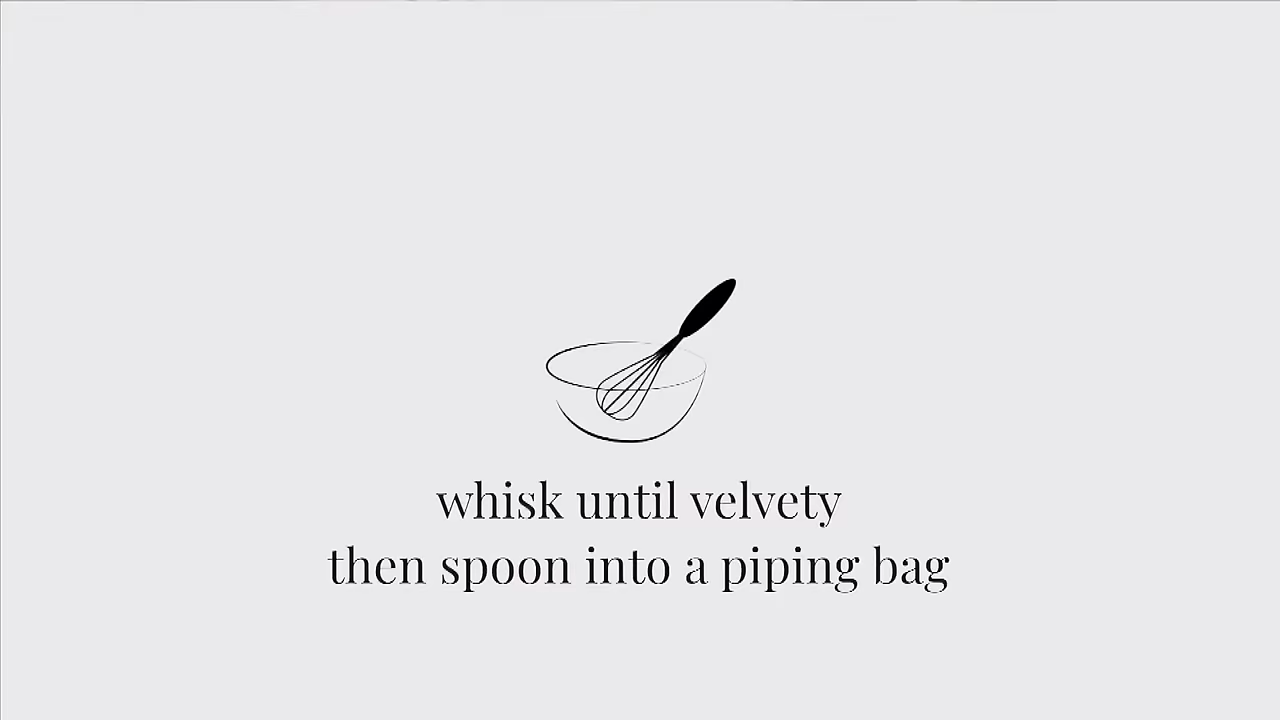 whisk until velvety
then spoon into a piping bag